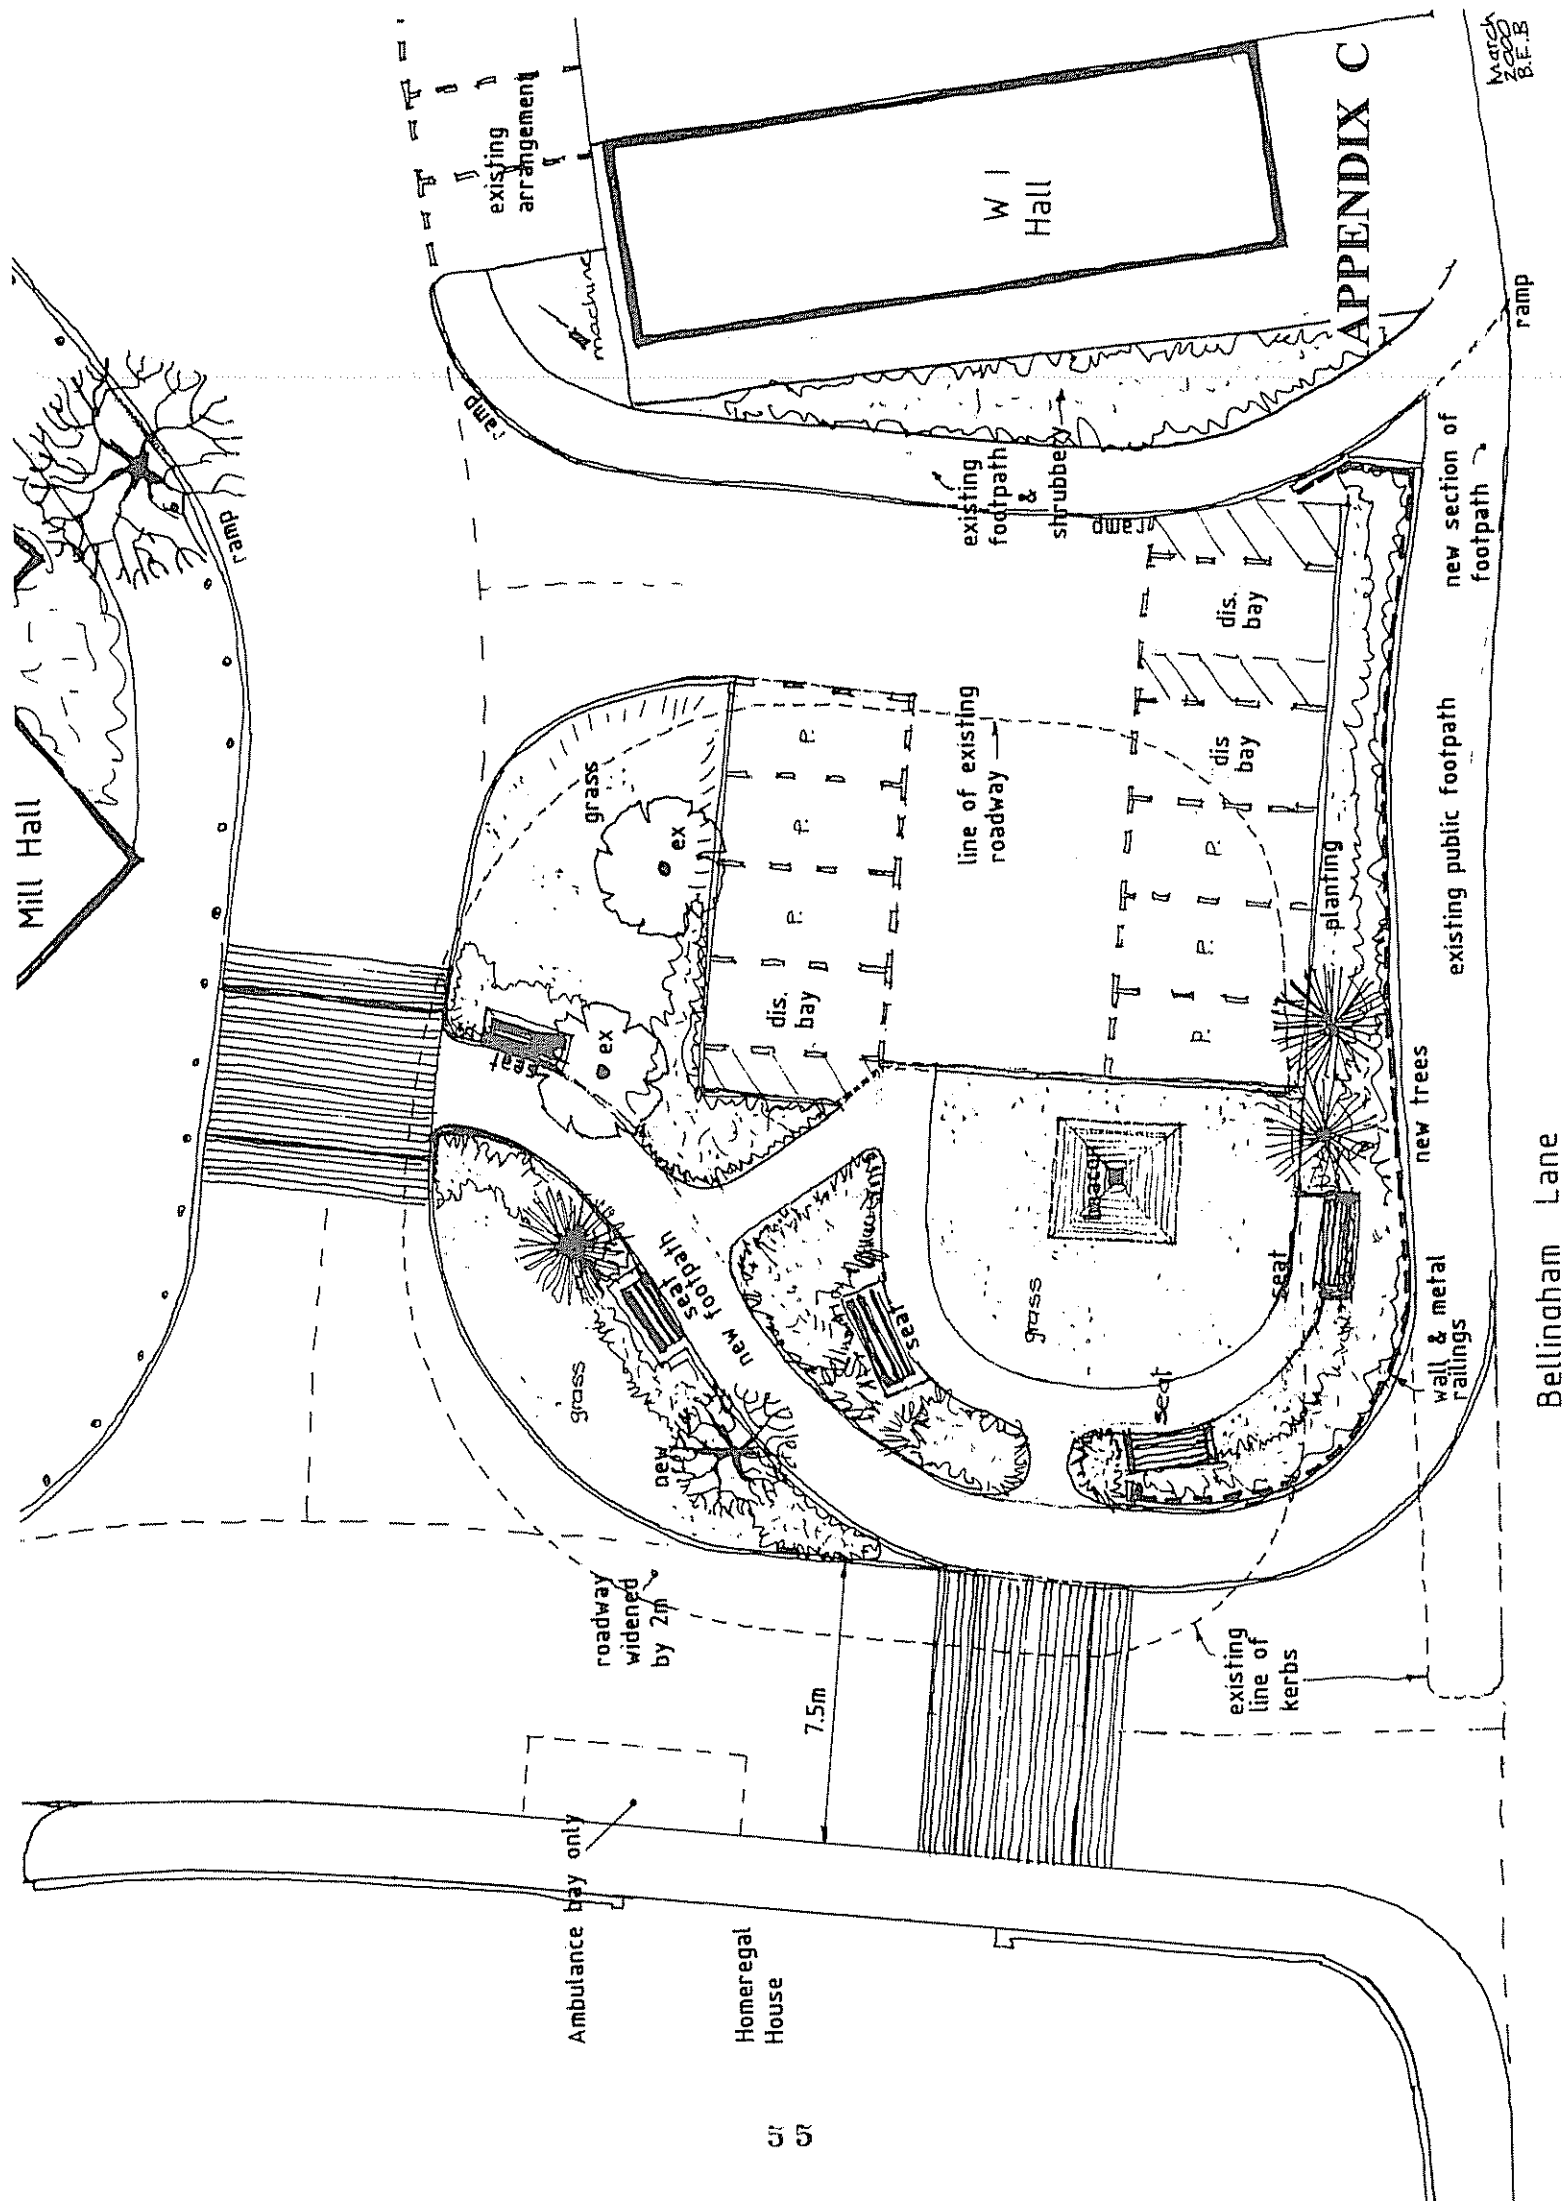 Mill Hall
ramp
existing
arrangement
machine
ramp
W I
Hall
APPENDIX C
March
2000
B.F.B
ramp
existing
footpath
&
shrubbery
ramp
new section of
footpath
dis.
bay
dis
bay
P.
P.
P.
P.
P.
P.
grass
ex
line of existing
roadway
planting
existing public footpath
dis.
bay
ex
seat
new trees
beacon
grass
seat
seat
seat
seat
new footpath
grass
new
wall & metal
railings
Bellingham Lane
roadway
widened
by 2m
7.5m
existing
line of
kerbs
Ambulance bay only
Homeregal
House
55